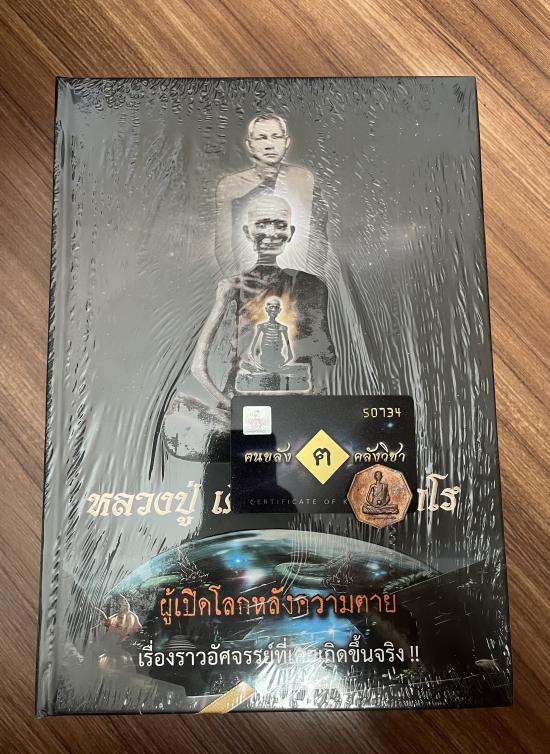 50734
ฅนขลัง ฅ คลังวิชา
CERTIFICATE OF
หลวงปู่
ผู้เปิดโลกหลังความตาย
เรื่องราวอัศจรรย์ที่เคยเกิดขึ้นจริง !!